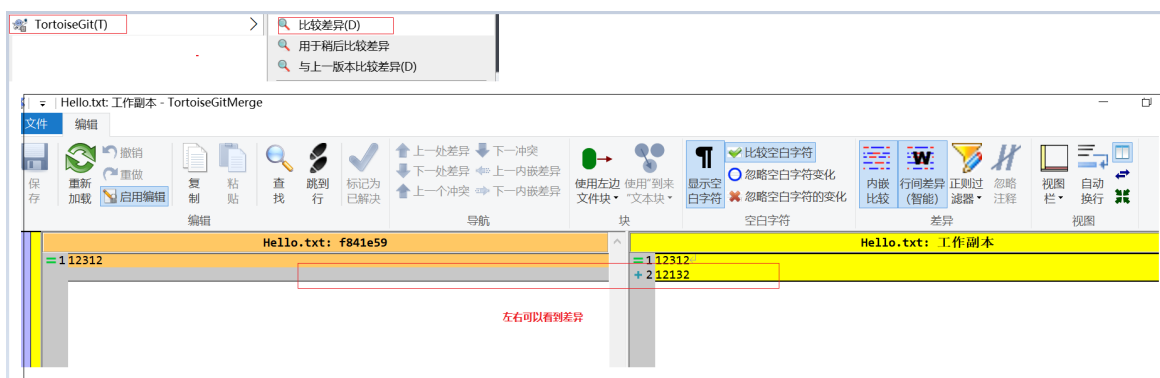 TortoiseGit(T)
比较差异(D)
用于稍后比较差异
与上一版本比较差异(D)
Hello.txt: 工作副本 - TortoiseGitMerge
文件 编辑
保存
重新加载
撤销
重做
启用编辑
复制
粘贴
查找
跳到行
标记为已解决
上一处差异 下一冲突
下一处差异 上一内嵌差异
上一个冲突 下一内嵌差异
使用左边文件块
使用"到来"文本块
显示空白字符
比较空白字符
忽略空白字符变化
忽略空白字符的变化
内嵌比较
行间差异(智能)
正则过滤器
忽略注释
视图栏
自动换行
编辑 导航 块 空白字符 差异 视图
Hello.txt: f841e59 Hello.txt: 工作副本
1 12312 1 12312
+ 2 12132
左右可以看到差异